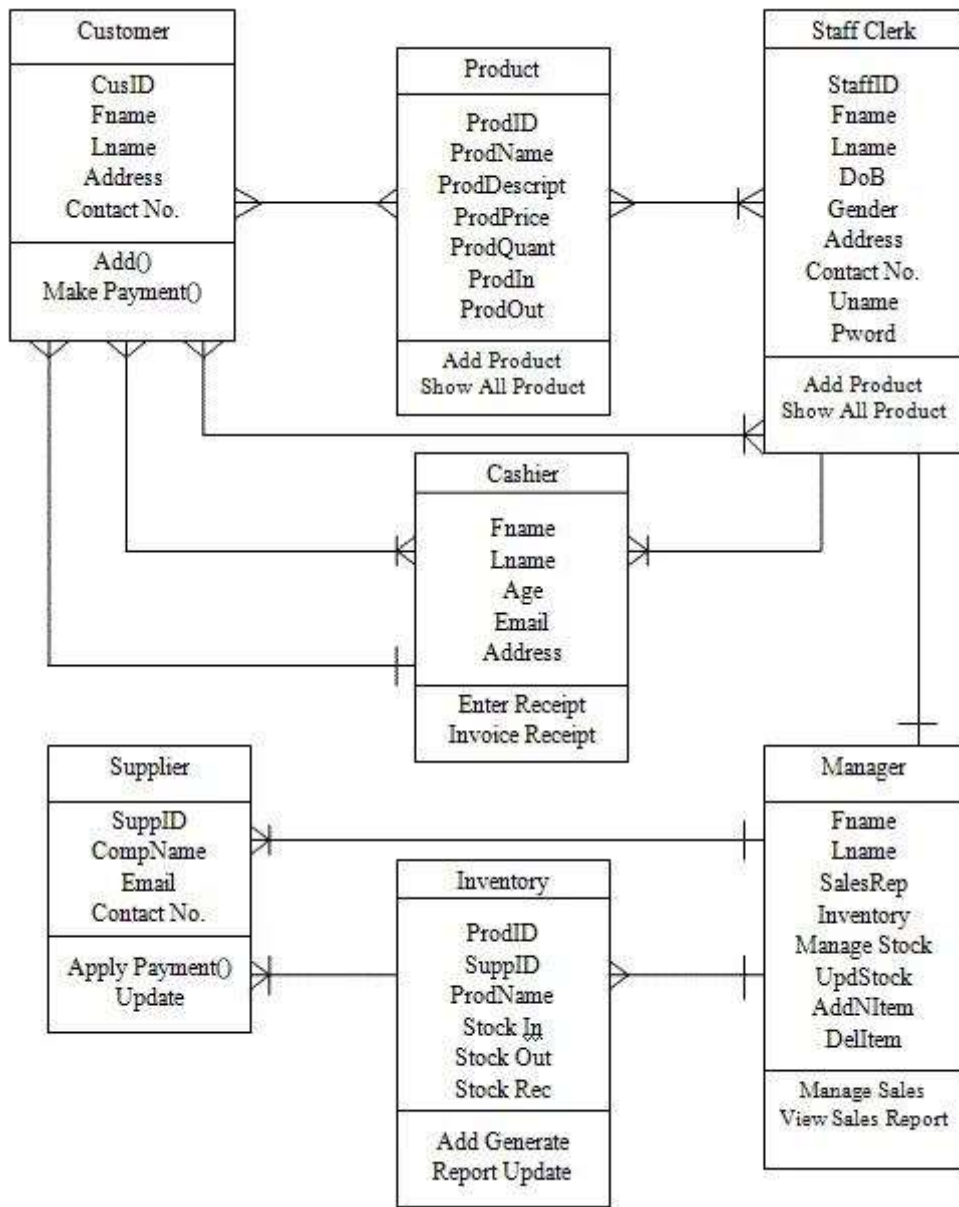 Customer
CusID
Fname
Lname
Address
Contact No.
Add()
Make Payment()
Product
ProdID
ProdName
ProdDescript
ProdPrice
ProdQuant
ProdIn
ProdOut
Add Product
Show All Product
Staff Clerk
StaffID
Fname
Lname
DoB
Gender
Address
Contact No.
Uname
Pword
Add Product
Show All Product
Cashier
Fname
Lname
Age
Email
Address
Enter Receipt
Invoice Receipt
Supplier
SuppID
CompName
Email
Contact No.
Apply Payment()
Update
Inventory
ProdID
SuppID
ProdName
Stock In
Stock Out
Stock Rec
Add Generate
Report Update
Manager
Fname
Lname
SalesRep
Inventory
Manage Stock
UpdStock
AddNItem
DelItem
Manage Sales
View Sales Report